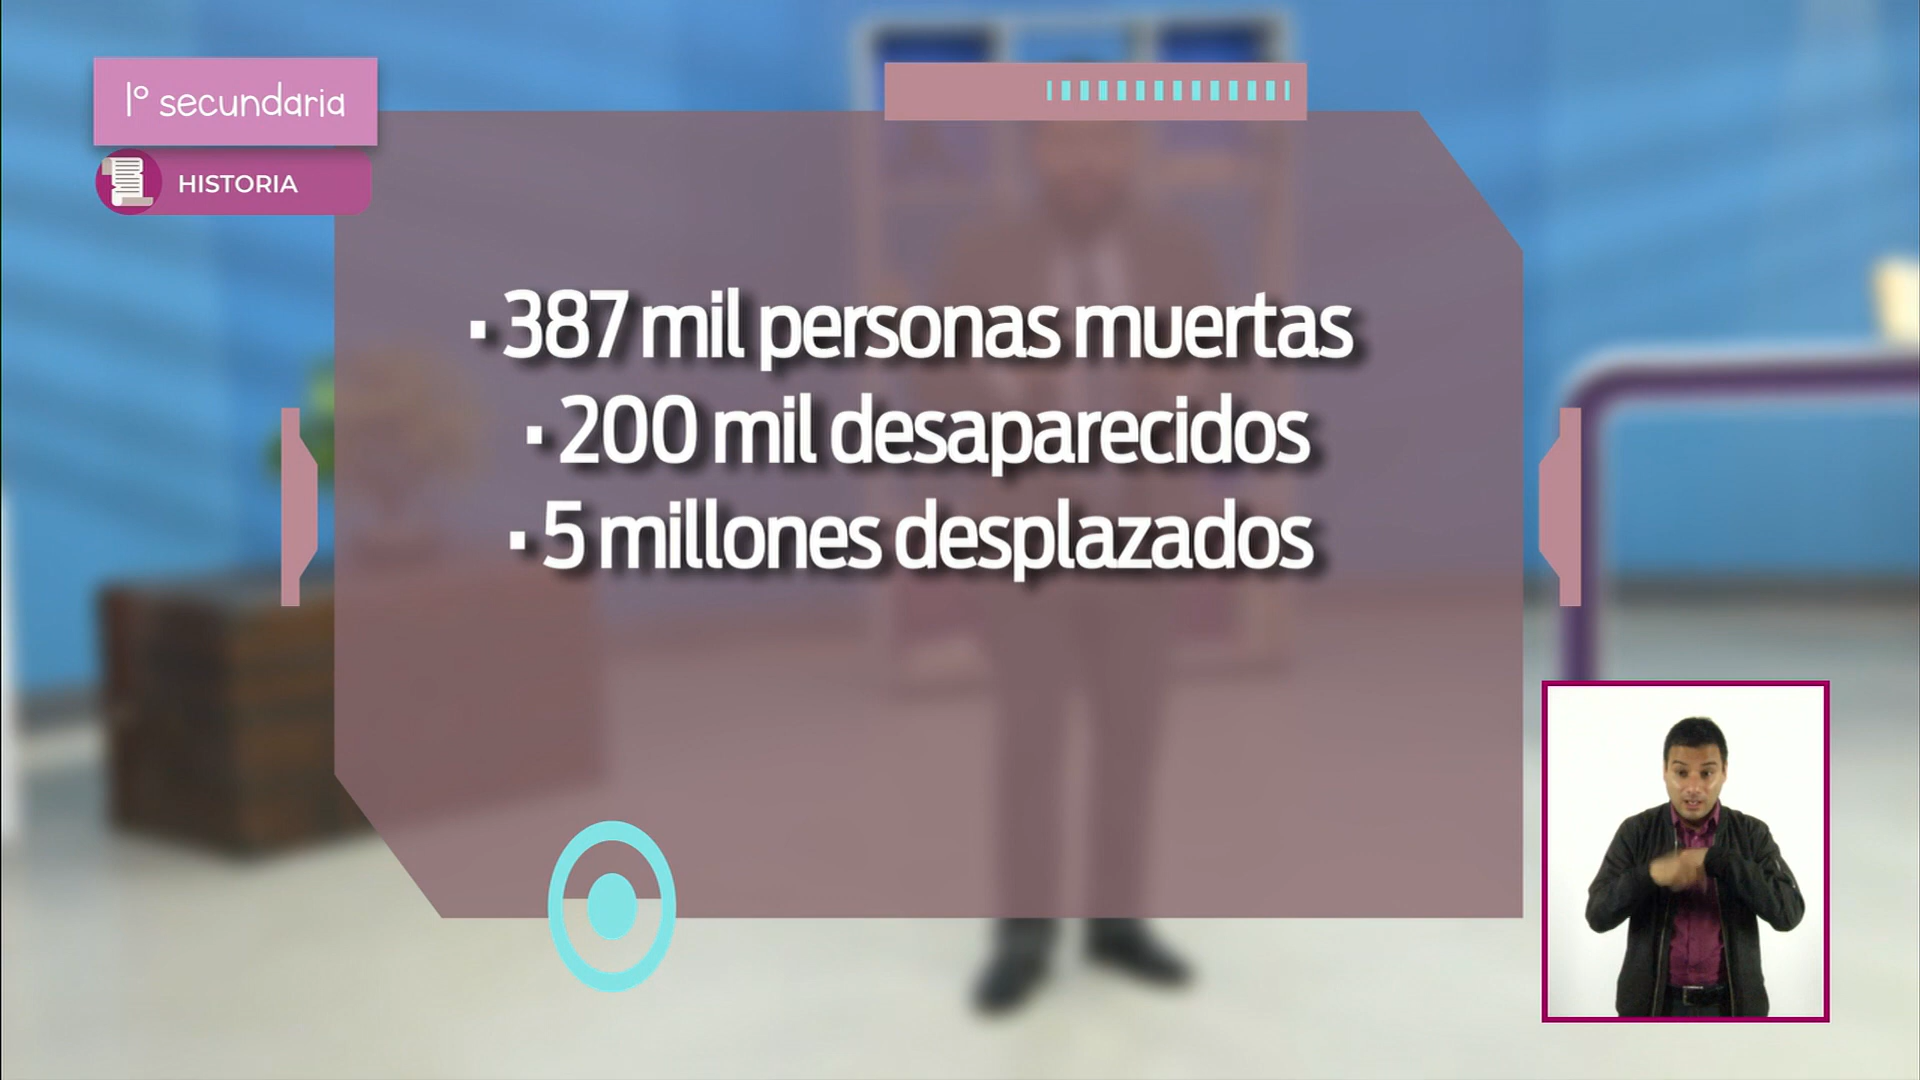 1° secundaria
HISTORIA
· 387 mil personas muertas
· 200 mil desaparecidos
· 5 millones desplazados